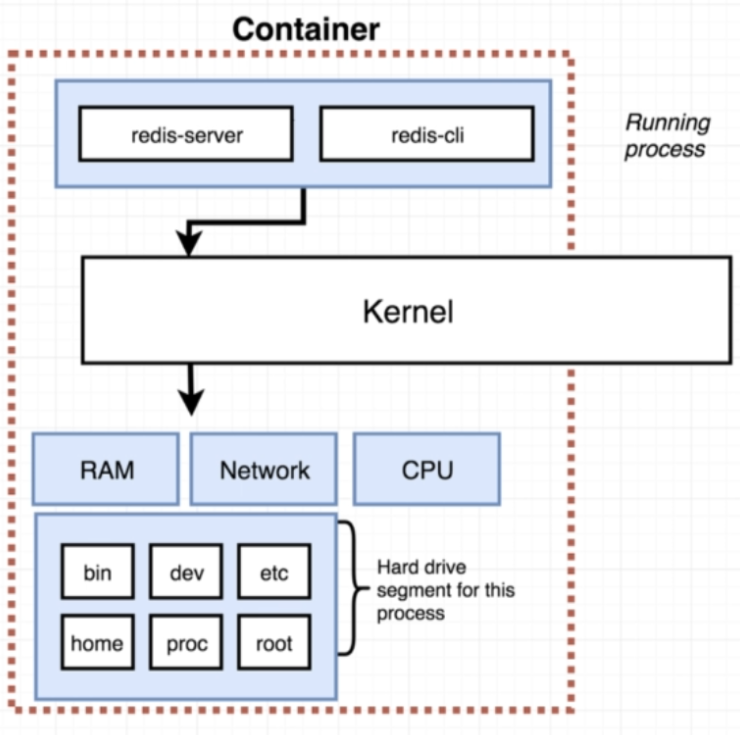 Container
redis-server
redis-cli
Running
process
Kernel
RAM
Network
CPU
bin
dev
etc
Hard drive
segment for this
process
home
proc
root